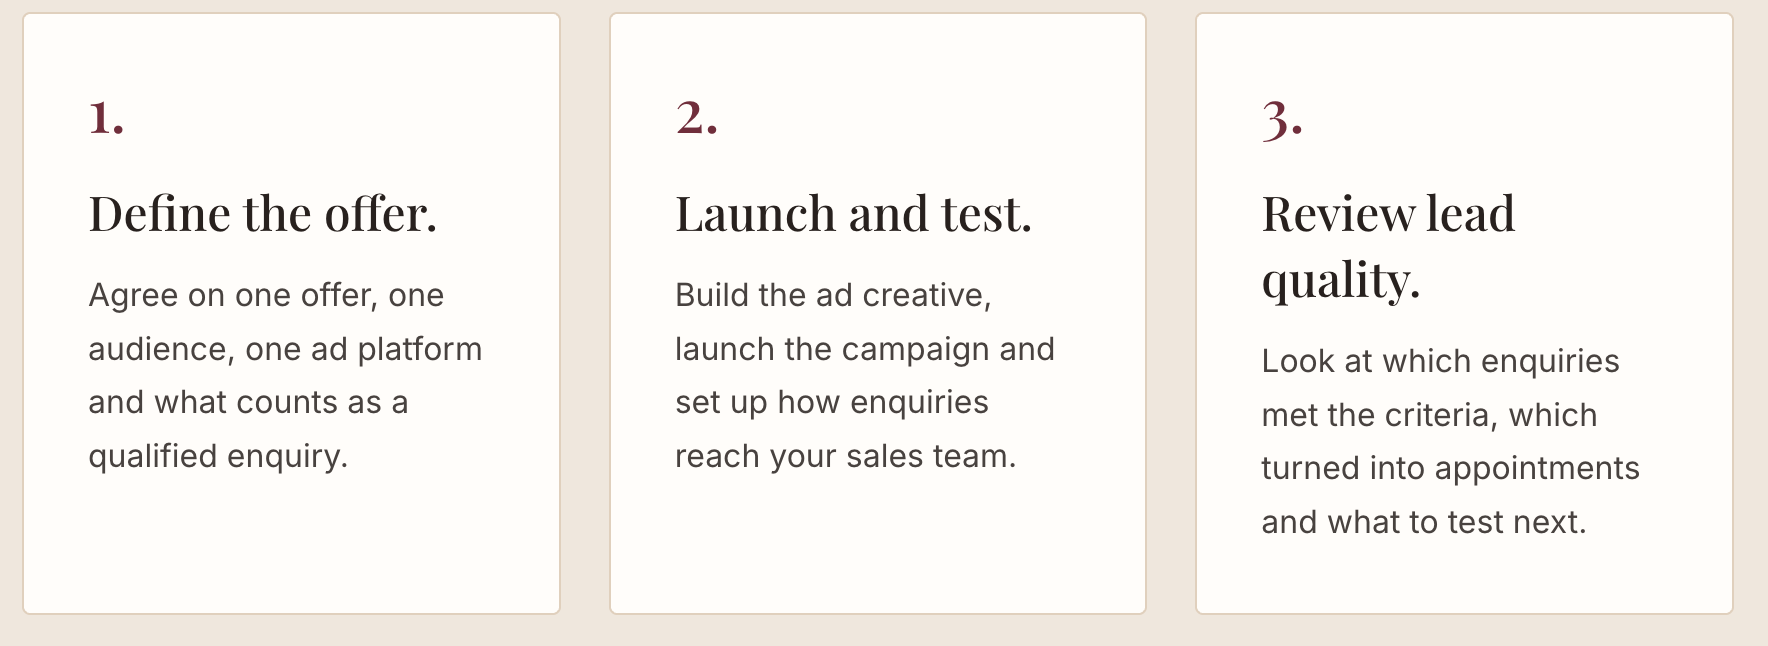 1.
Define the offer.
Agree on one offer, one
audience, one ad platform
and what counts as a
qualified enquiry.
2.
Launch and test.
Build the ad creative,
launch the campaign and
set up how enquiries
reach your sales team.
3.
Review lead
quality.
Look at which enquiries
met the criteria, which
turned into appointments
and what to test next.